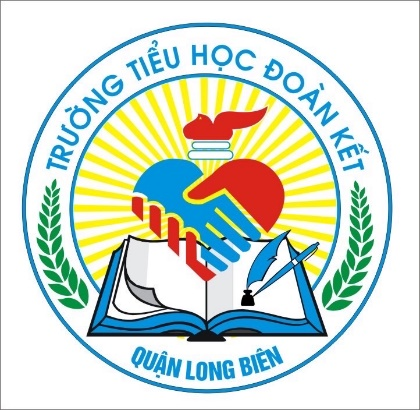 TRƯỜNG TIỂU HỌC ĐOÀN KẾT
QUẬN LONG BIÊN